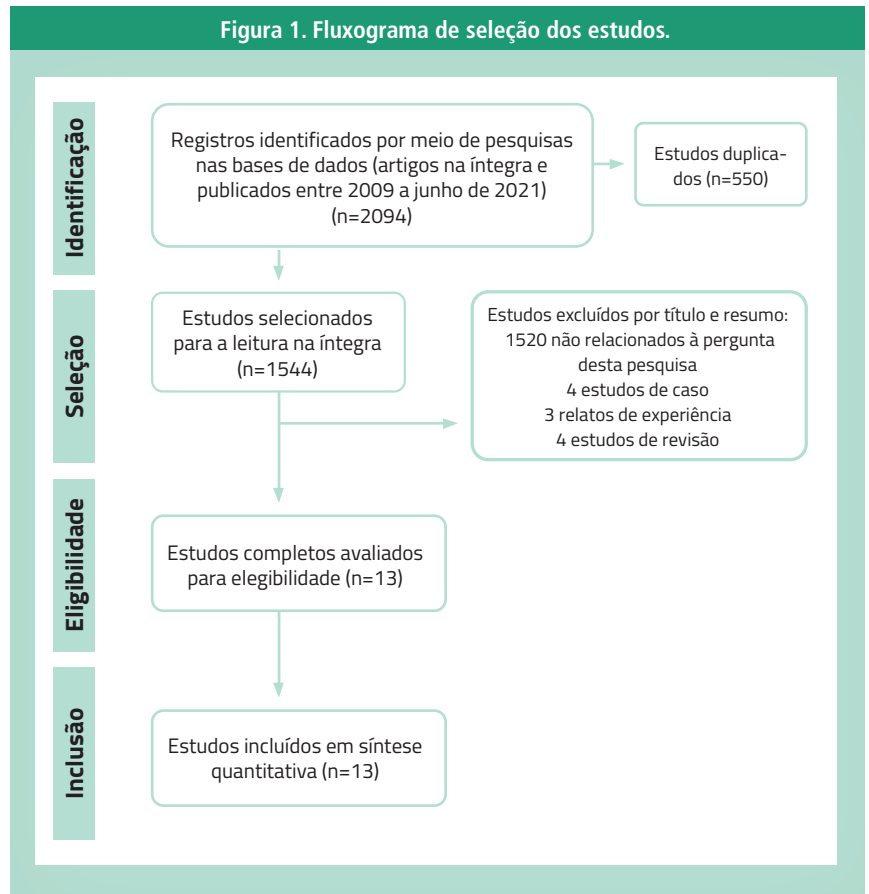 Figura 1. Fluxograma de seleção dos estudos.
Identificação
Registros identificados por meio de pesquisas
nas bases de dados (artigos na íntegra e
publicados entre 2009 a junho de 2021)
(n=2094)
Estudos duplica-
dos (n=550)
Seleção
Estudos selecionados
para a leitura na íntegra
(n=1544)
Estudos excluídos por título e resumo:
1520 não relacionados à pergunta
desta pesquisa
4 estudos de caso
3 relatos de experiência
4 estudos de revisão
Eligibilidade
Estudos completos avaliados
para elegibilidade (n=13)
Inclusão
Estudos incluídos em síntese
quantitativa (n=13)